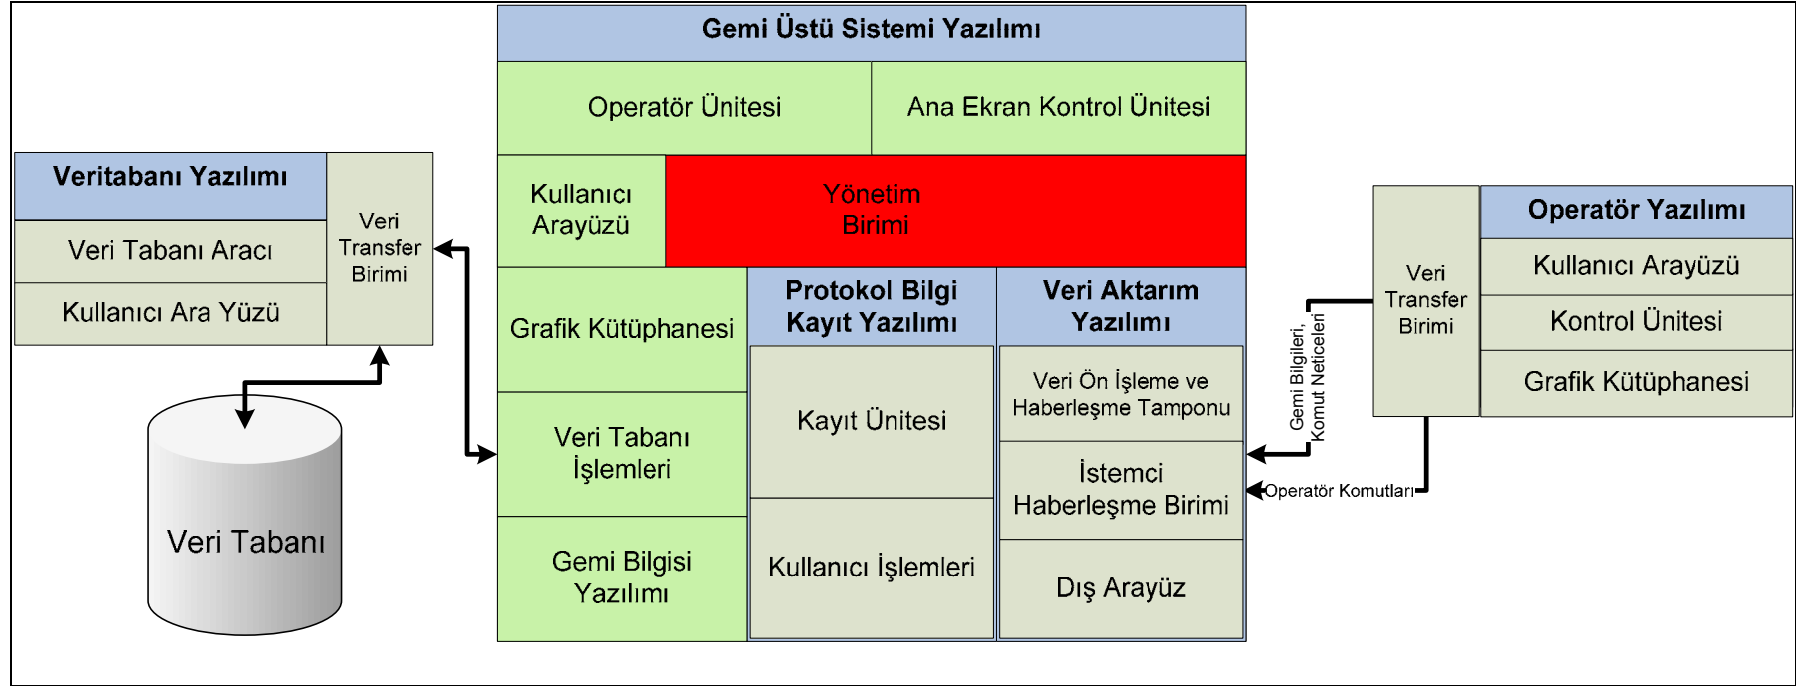 Gemi Üstü Sistemi Yazılımı
Operatör Ünitesi
Ana Ekran Kontrol Ünitesi
Kullanıcı
Arayüzü
Yönetim
Birimi
Grafik Kütüphanesi
Veri Tabanı
İşlemleri
Gemi Bilgisi
Yazılımı
Protokol Bilgi
Kayıt Yazılımı
Kayıt Ünitesi
Kullanıcı İşlemleri
Veri Aktarım
Yazılımı
Veri Ön İşleme ve
Haberleşme Tamponu
İstemci
Haberleşme Birimi
Dış Arayüz
Veritabanı Yazılımı
Veri Tabanı Aracı
Kullanıcı Ara Yüzü
Veri
Transfer
Birimi
Veri Tabanı
Gemi Bilgileri,
Komut Neticeleri
Operatör Komutları
Veri
Transfer
Birimi
Operatör Yazılımı
Kullanıcı Arayüzü
Kontrol Ünitesi
Grafik Kütüphanesi